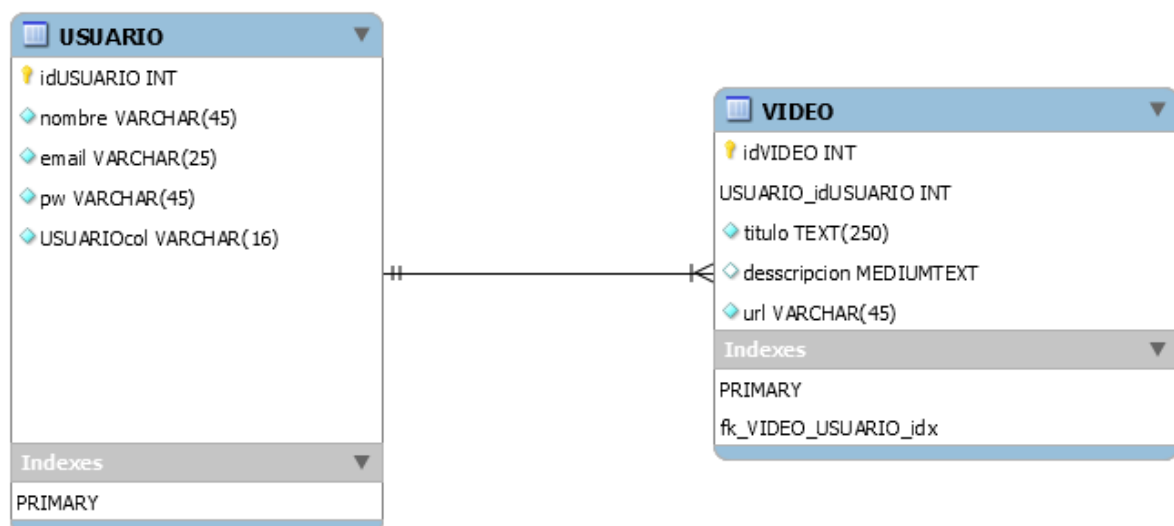 USUARIO
idUSUARIO INT
nombre VARCHAR(45)
email VARCHAR(25)
pw VARCHAR(45)
USUARIOcol VARCHAR(16)
Indexes
PRIMARY
VIDEO
idVIDEO INT
USUARIO_idUSUARIO INT
titulo TEXT(250)
desscripcion MEDIUMTEXT
url VARCHAR(45)
Indexes
PRIMARY
fk_VIDEO_USUARIO_idx